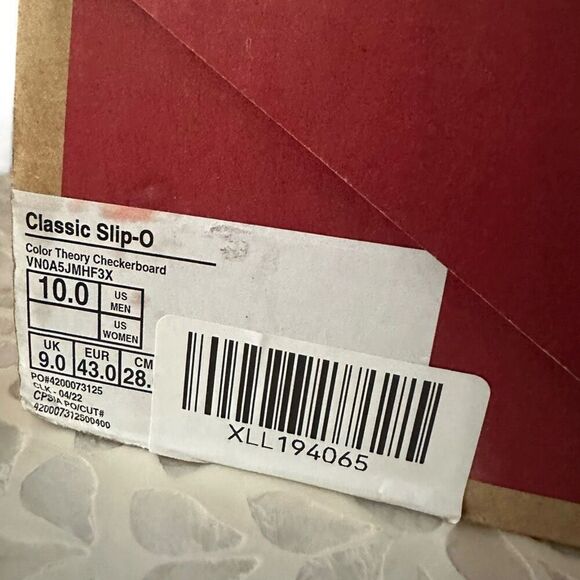 Classic Slip-O
Color Theory Checkerboard
VN0A5JMHF3X
10.0 US MEN
US WOMEN
UK EUR CM
9.0 43.0 28.
PO#4200073125
CLK - 04/22
CPSIA PO/CUT#
420007312500400
XLL194065